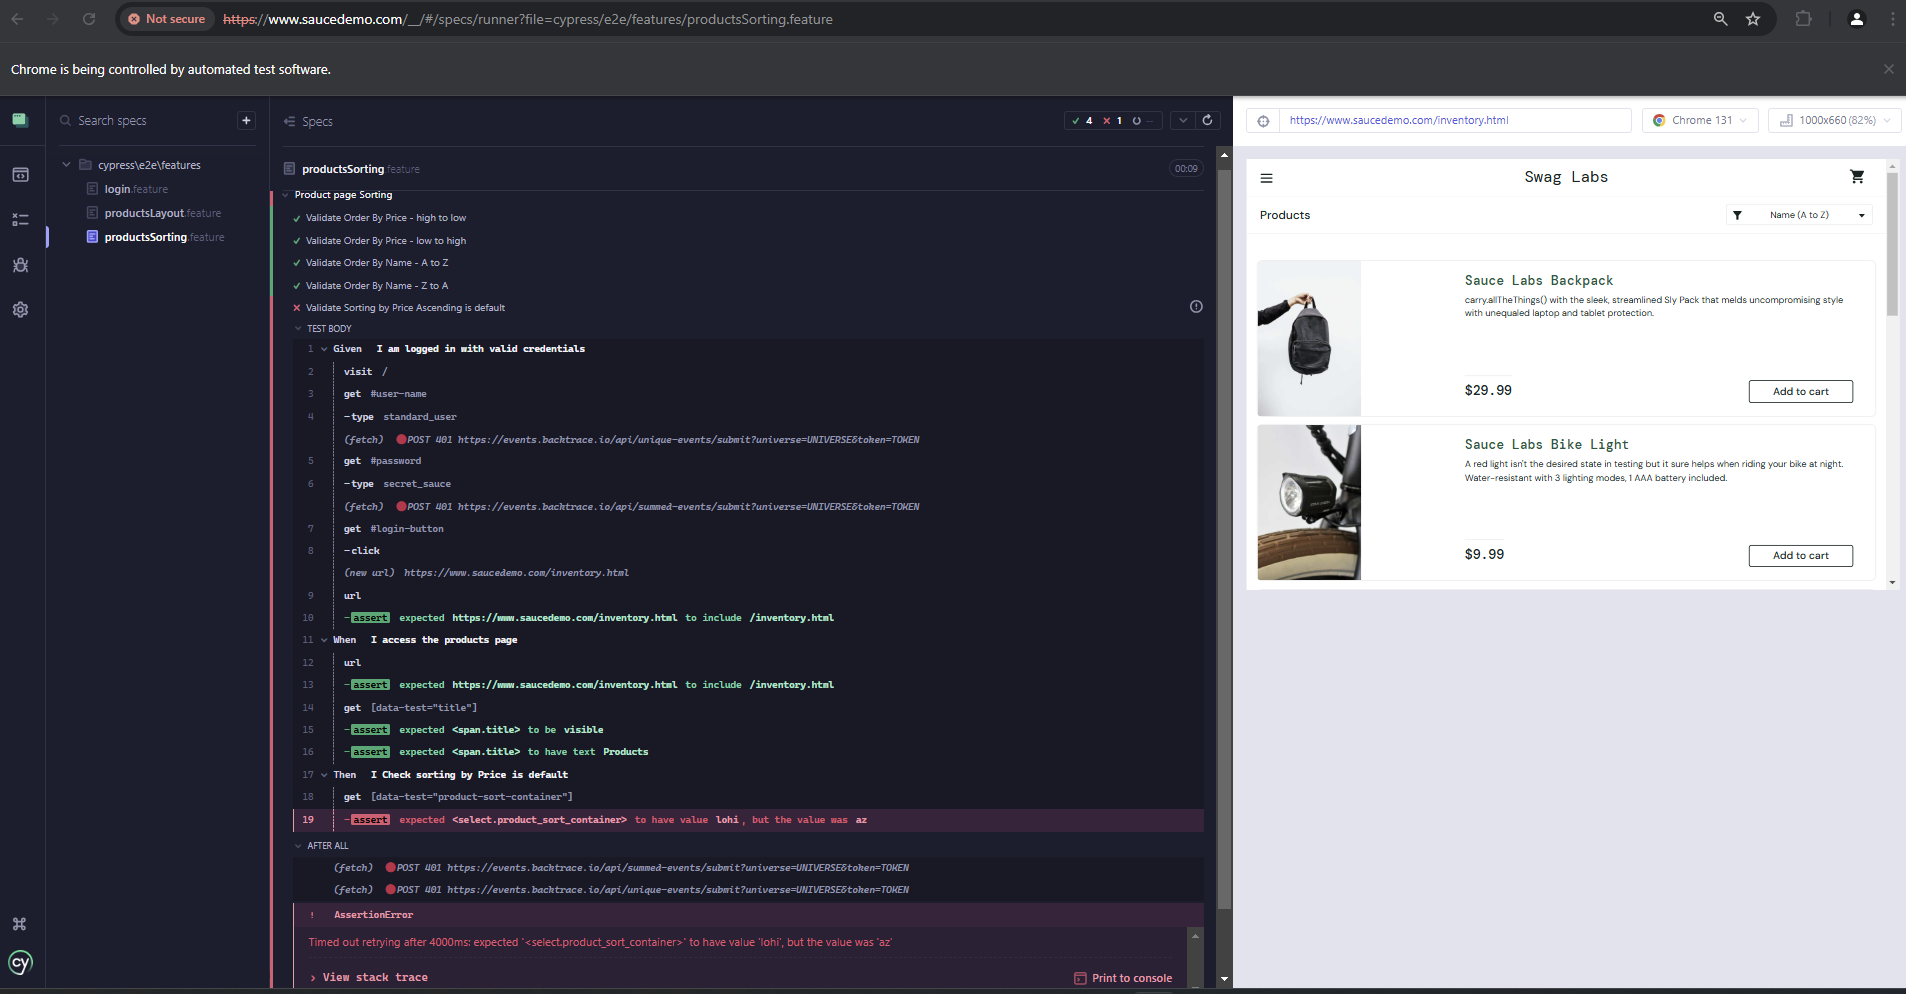 Not secure https://www.saucedemo.com/__/#/specs/runner?file=cypress/e2e/features/productsSorting.feature
Chrome is being controlled by automated test software.
Search specs
+
cypress\e2e\features
login.feature
productsLayout.feature
productsSorting.feature
cy
Specs
4 1 --
productsSorting.feature 00:09
Product page Sorting
Validate Order By Price - high to low
Validate Order By Price - low to high
Validate Order By Name - A to Z
Validate Order By Name - Z to A
Validate Sorting by Price Ascending is default
TEST BODY
1 Given I am logged in with valid credentials
2 visit /
3 get #user-name
4 -type standard_user
(fetch) POST 401 https://events.backtrace.io/api/unique-events/submit?universe=UNIVERSE&token=TOKEN
5 get #password
6 -type secret_sauce
(fetch) POST 401 https://events.backtrace.io/api/summed-events/submit?universe=UNIVERSE&token=TOKEN
7 get #login-button
8 -click
(new url) https://www.saucedemo.com/inventory.html
9 url
10 -assert expected https://www.saucedemo.com/inventory.html to include /inventory.html
11 When I access the products page
12 url
13 -assert expected https://www.saucedemo.com/inventory.html to include /inventory.html
14 get [data-test="title"]
15 -assert expected <span.title> to be visible
16 -assert expected <span.title> to have text Products
17 Then I Check sorting by Price is default
18 get [data-test="product-sort-container"]
19 -assert expected <select.product_sort_container> to have value lohi, but the value was az
AFTER ALL
(fetch) POST 401 https://events.backtrace.io/api/summed-events/submit?universe=UNIVERSE&token=TOKEN
(fetch) POST 401 https://events.backtrace.io/api/unique-events/submit?universe=UNIVERSE&token=TOKEN
! AssertionError
Timed out retrying after 4000ms: expected '<select.product_sort_container>' to have value 'lohi', but the value was 'az'
> View stack trace
Print to console
https://www.saucedemo.com/inventory.html
Chrome 131
1000x660 (82%)
Swag Labs
Products
Name (A to Z)
Sauce Labs Backpack
carry.allTheThings() with the sleek, streamlined Sly Pack that melds uncompromising style
with unequaled laptop and tablet protection.
$29.99
Add to cart
Sauce Labs Bike Light
A red light isn't the desired state in testing but it sure helps when riding your bike at night.
Water-resistant with 3 lighting modes, 1 AAA battery included.
$9.99
Add to cart